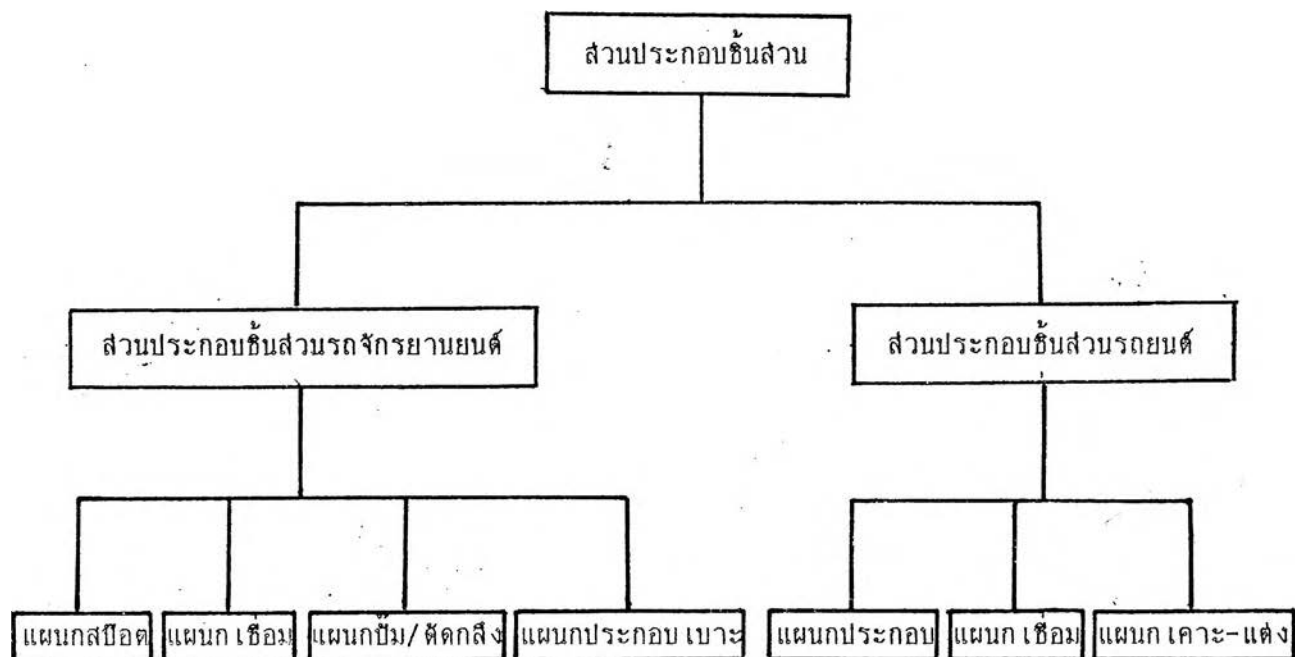 ส่วนประกอบชิ้นส่วน
ส่วนประกอบชิ้นส่วนรถจักรยานยนต์
ส่วนประกอบชิ้นส่วนรถยนต์
แผนกสป๊อต
แผนกเชื่อม
แผนกปั๊ม/ตัดกลึง
แผนกประกอบเบาะ
แผนกประกอบ
แผนกเชื่อม
แผนกเคาะ-แต่ง